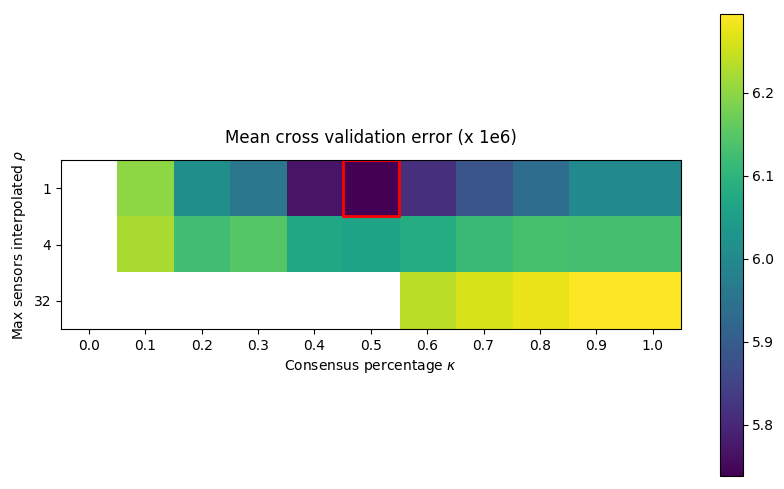 Mean cross validation error (x 1e6)
Max sensors interpolated ρ
1
4
32
0.0 0.1 0.2 0.3 0.4 0.5 0.6 0.7 0.8 0.9 1.0
Consensus percentage κ
6.2
6.1
6.0
5.9
5.8